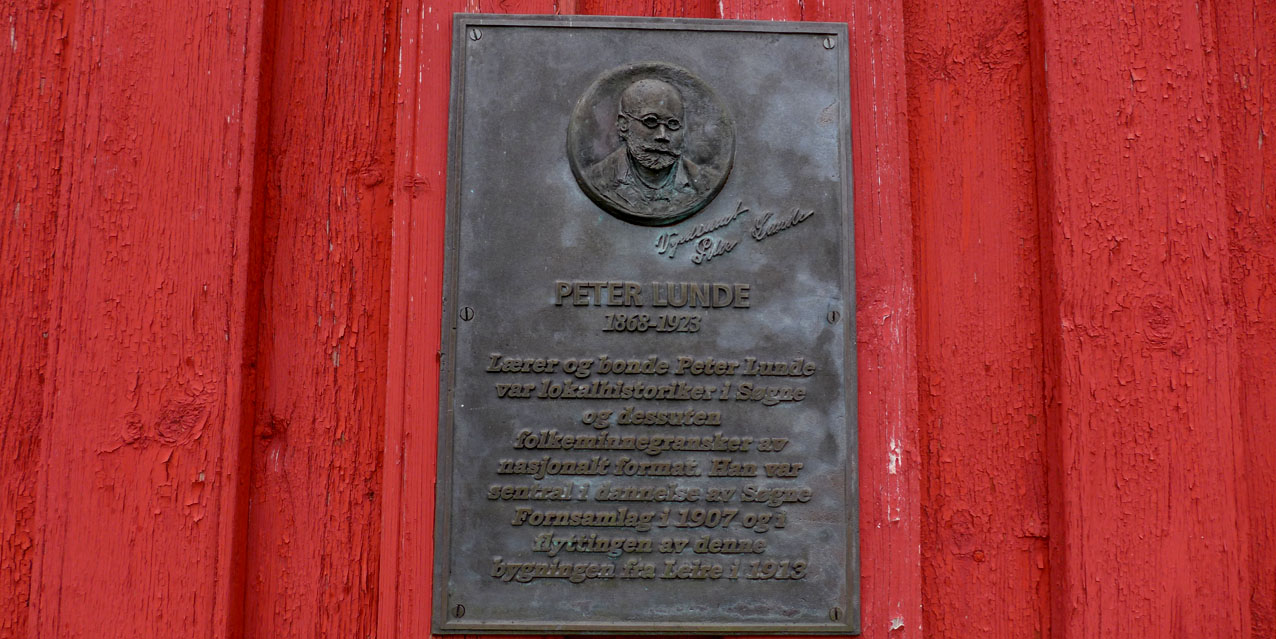 Peter Lunde
PETER LUNDE
1868-1923
Lærer og bonde Peter Lunde
var lokalhistoriker i Søgne
og dessuten
folkeminnegransker av
nasjonalt format. Han var
sentral i dannelse av Søgne
Fornsamlag i 1907 og i
flyttingen av denne
bygningen fra Leire i 1913